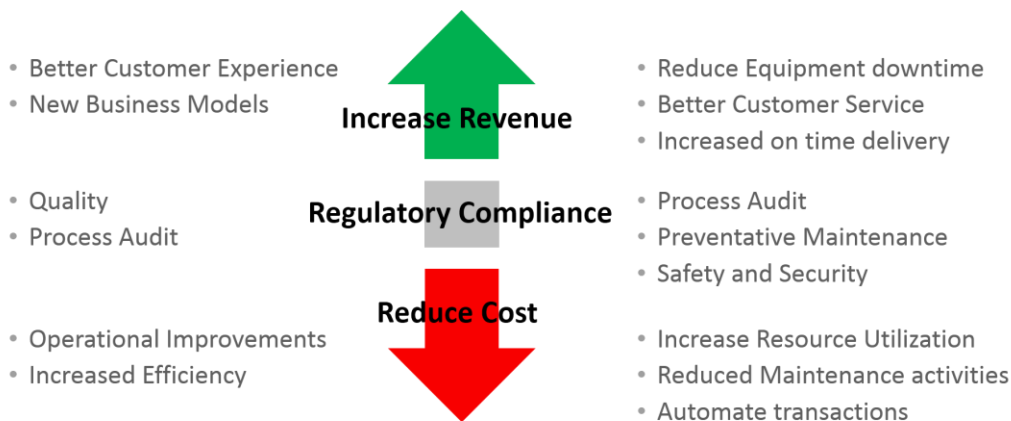 • Better Customer Experience
• New Business Models
Increase Revenue
• Reduce Equipment downtime
• Better Customer Service
• Increased on time delivery
• Quality
• Process Audit
Regulatory Compliance
• Process Audit
• Preventative Maintenance
• Safety and Security
• Operational Improvements
• Increased Efficiency
Reduce Cost
• Increase Resource Utilization
• Reduced Maintenance activities
• Automate transactions